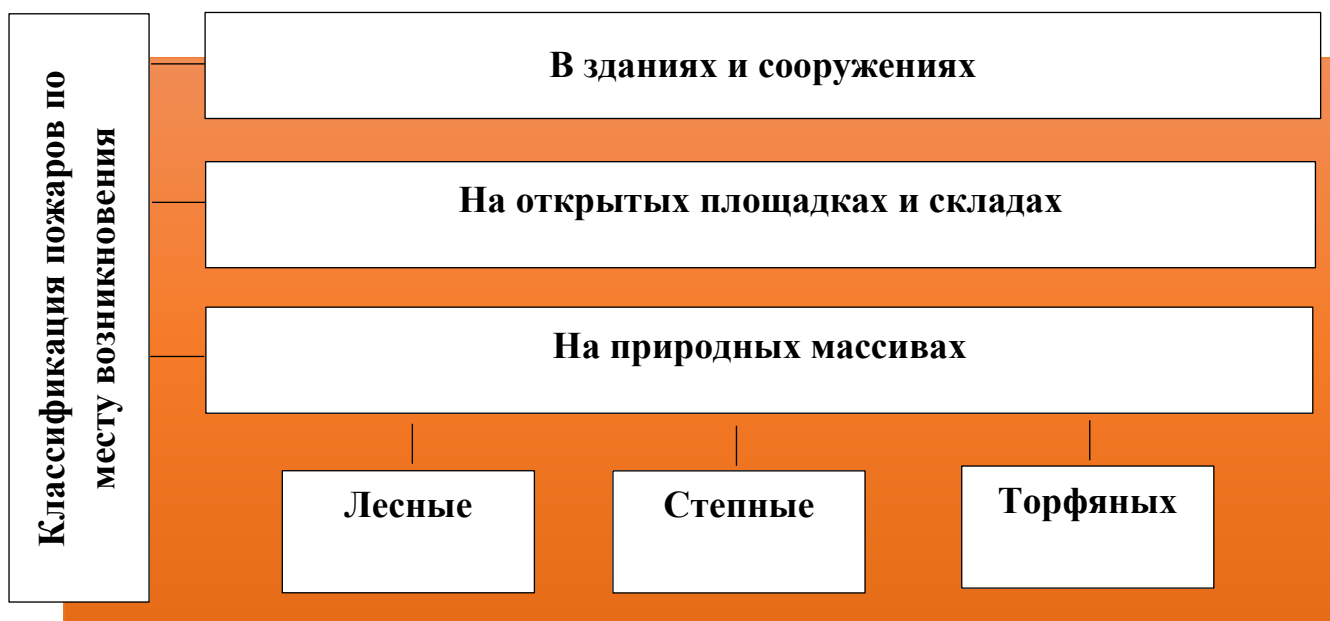 Классификация пожаров по
месту возникновения
В зданиях и сооружениях
На открытых площадках и складах
На природных массивах
Лесные
Степные
Торфяных